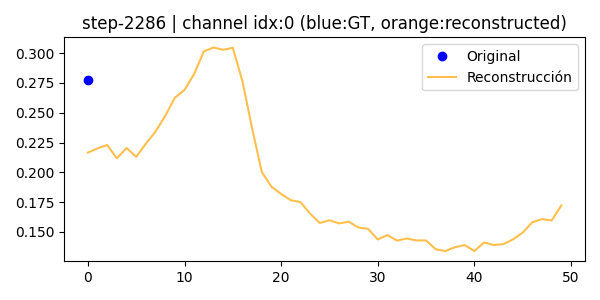 step-2286 | channel idx:0 (blue:GT, orange:reconstructed)
Original
Reconstrucción
0.300
0.275
0.250
0.225
0.200
0.175
0.150
0 10 20 30 40 50